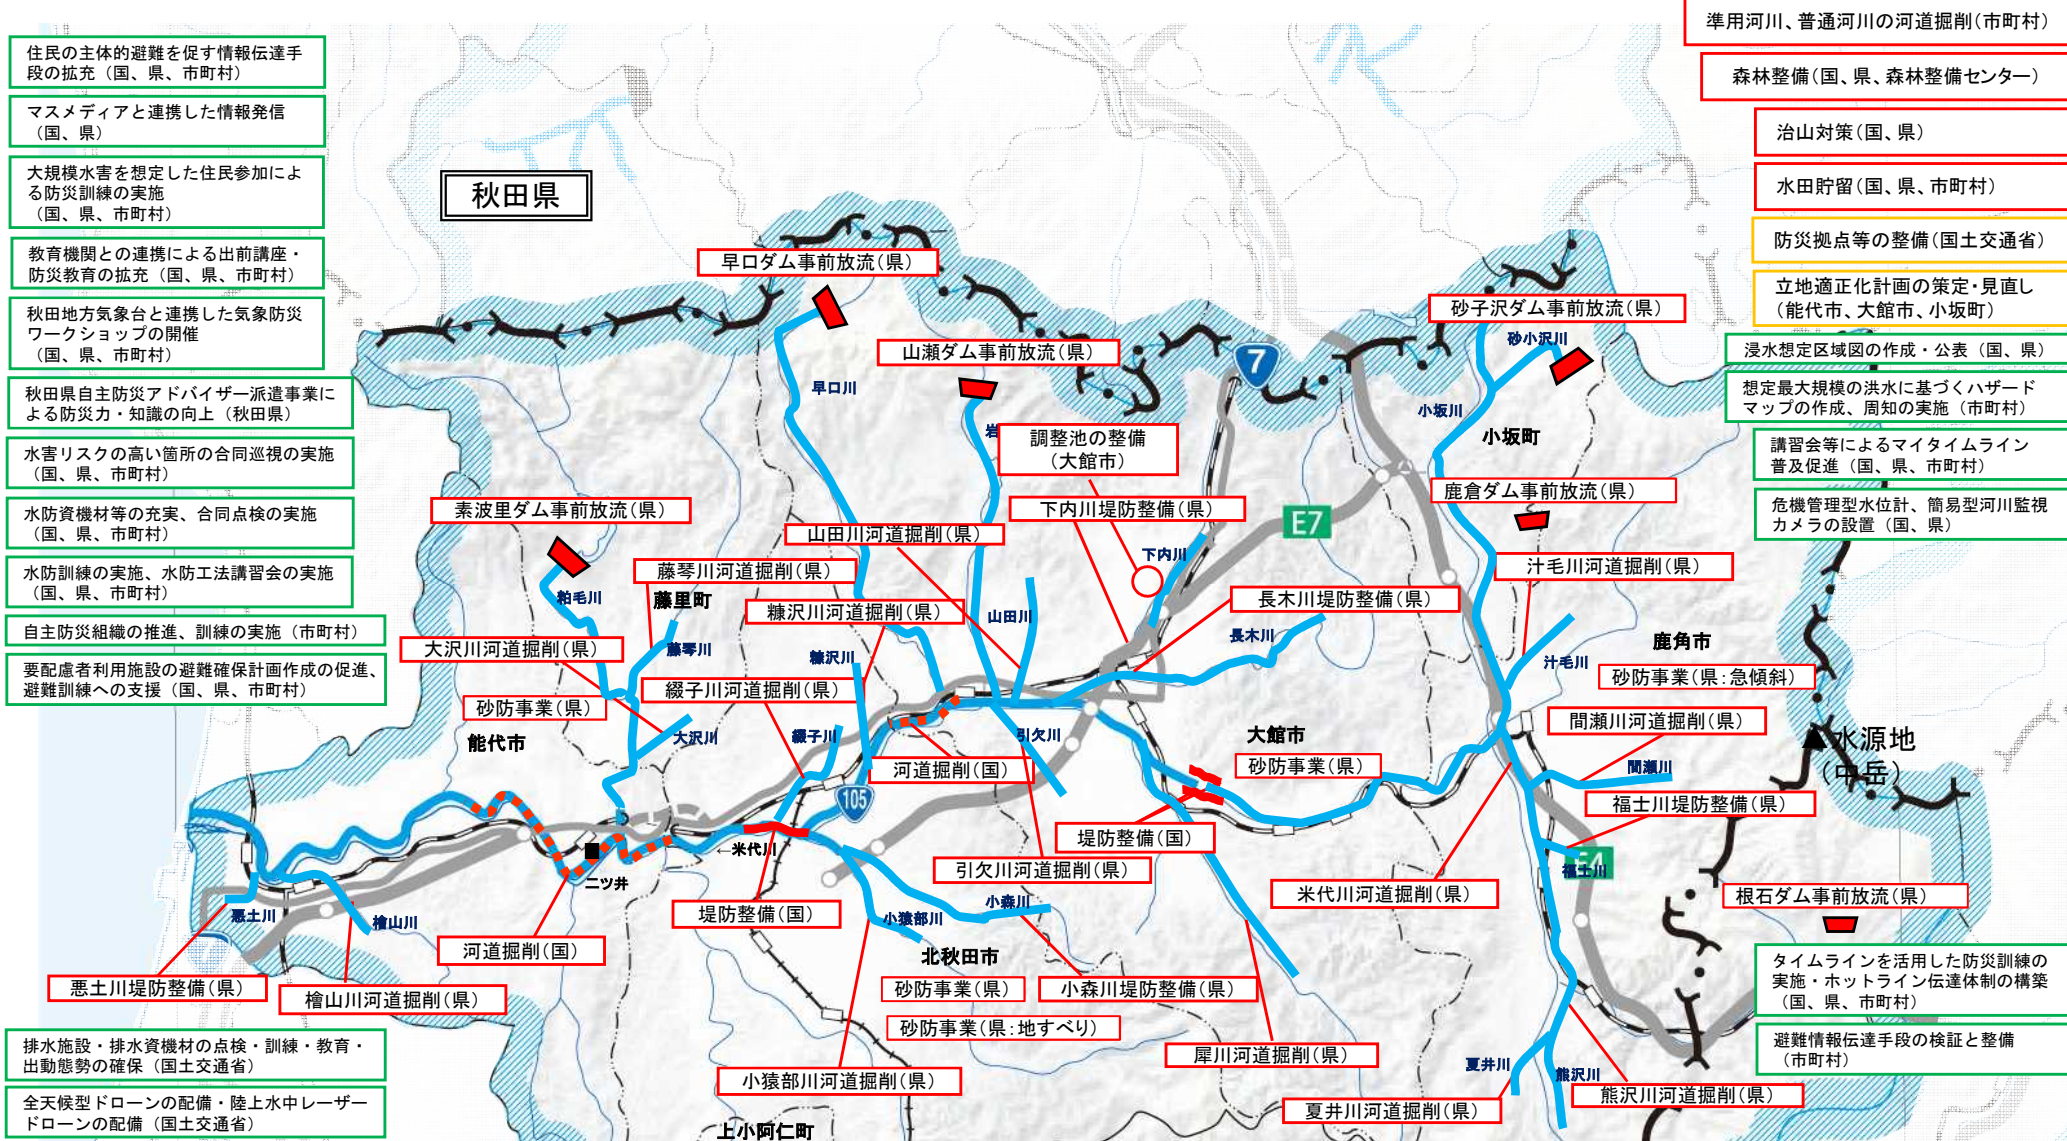 準用河川、普通河川の河道掘削(市町村)
住民の主体的避難を促す情報伝達手
段の拡充（国、県、市町村）
森林整備(国、県、森林整備センター)
マスメディアと連携した情報発信
（国、県）
治山対策(国、県)
大規模水害を想定した住民参加によ
る防災訓練の実施
（国、県、市町村）
秋田県
水田貯留(国、県、市町村)
教育機関との連携による出前講座・
防災教育の拡充（国、県、市町村）
早口ダム事前放流(県)
防災拠点等の整備(国土交通省)
立地適正化計画の策定・見直し
(能代市、大館市、小坂町)
秋田地方気象台と連携した気象防災
ワークショップの開催
（国、県、市町村）
砂子沢ダム事前放流(県)
砂小沢川
山瀬ダム事前放流(県)
7
浸水想定区域図の作成・公表（国、県）
秋田県自主防災アドバイザー派遣事業に
よる防災力・知識の向上（秋田県）
早口川
小坂川
想定最大規模の洪水に基づくハザード
マップの作成、周知の実施（市町村）
岩
調整池の整備
（大館市）
小坂町
水害リスクの高い箇所の合同巡視の実施
（国、県、市町村）
講習会等によるマイタイムライン
普及促進（国、県、市町村）
素波里ダム事前放流(県)
下内川堤防整備(県)
鹿倉ダム事前放流(県)
水防資機材等の充実、合同点検の実施
（国、県、市町村）
危機管理型水位計、簡易型河川監視
カメラの設置（国、県）
山田川河道掘削(県)
E7
下内川
水防訓練の実施、水防工法講習会の実施
（国、県、市町村）
藤琴川河道掘削(県)
汁毛川河道掘削(県)
粕毛川
藤里町
糠沢川河道掘削(県)
山田川
長木川堤防整備(県)
自主防災組織の推進、訓練の実施（市町村）
大沢川河道掘削(県)
藤琴川
糠沢川
長木川
鹿角市
汁毛川
要配慮者利用施設の避難確保計画作成の促進、
避難訓練への支援（国、県、市町村）
綴子川河道掘削(県)
砂防事業(県:急傾斜)
砂防事業(県)
間瀬川河道掘削(県)
能代市
大沢川
綴子川
引欠川
大館市
水源地
(中岳)
河道掘削(国)
砂防事業(県)
間瀬川
105
福士川堤防整備(県)
堤防整備(国)
←米代川
二ツ井
引欠川河道掘削(県)
E4
福士川
米代川河道掘削(県)
根石ダム事前放流(県)
悪土川
檜山川
堤防整備(国)
小猿部川
小森川
河道掘削(国)
北秋田市
悪土川堤防整備(県)
檜山川河道掘削(県)
砂防事業(県)
小森川堤防整備(県)
タイムラインを活用した防災訓練の
実施・ホットライン伝達体制の構築
（国、県、市町村）
砂防事業(県:地すべり)
排水施設・排水資機材の点検・訓練・教育・
出動態勢の確保（国土交通省）
犀川河道掘削(県)
避難情報伝達手段の検証と整備
（市町村）
小猿部川河道掘削(県)
夏井川
熊沢川
熊沢川河道掘削(県)
全天候型ドローンの配備・陸上水中レーザー
ドローンの配備（国土交通省）
夏井川河道掘削(県)
上小阿仁町